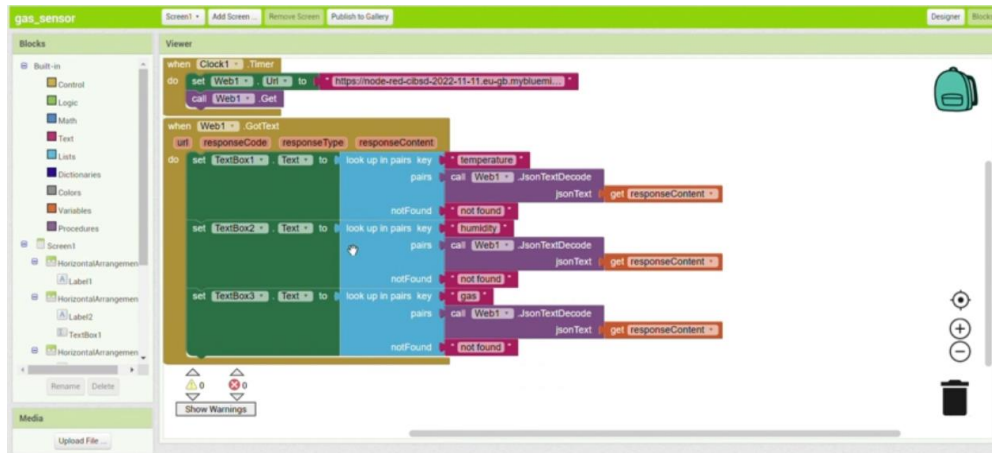 gas_sensor
Screen1
Add Screen ...
Remove Screen
Publish to Gallery
Designer
Blocks
Blocks
Built-in
Control
Logic
Math
Text
Lists
Dictionaries
Colors
Variables
Procedures
Screen1
HorizontalArrangemen
Label1
HorizontalArrangemen
Label2
TextBox1
HorizontalArrangemen
Rename
Delete
Media
Upload File ...
Viewer
when Clock1 .Timer
do set Web1 . Url to " https://node-red-cibsd-2022-11-11.eu-gb.mybluemi... "
call Web1 .Get
when Web1 .GotText
url responseCode responseType responseContent
do set TextBox1 . Text to look up in pairs key " temperature "
pairs call Web1 .JsonTextDecode
jsonText get responseContent
notFound " not found "
set TextBox2 . Text to look up in pairs key " humidity "
pairs call Web1 .JsonTextDecode
jsonText get responseContent
notFound " not found "
set TextBox3 . Text to look up in pairs key " gas "
pairs call Web1 .JsonTextDecode
jsonText get responseContent
notFound " not found "
0 0
Show Warnings